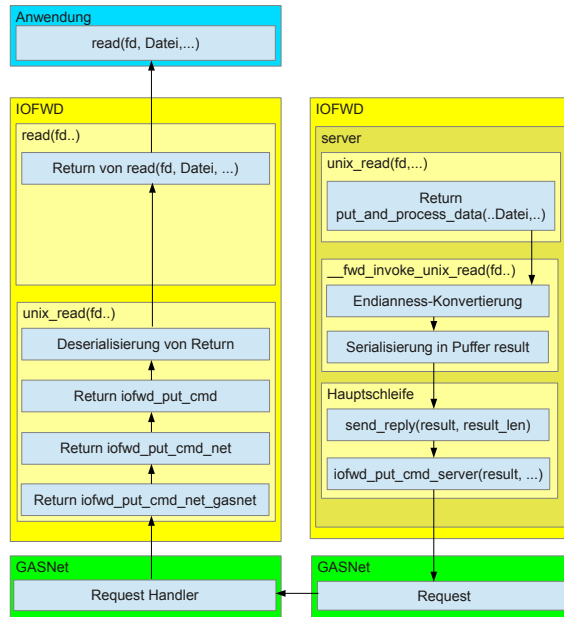 Anwendung
read(fd, Datei,...)
IOFWD
read(fd..)
Return von read(fd, Datei, ...)
unix_read(fd..)
Deserialisierung von Return
Return iofwd_put_cmd
Return iofwd_put_cmd_net
Return iofwd_put_cmd_net_gasnet
GASNet
Request Handler
IOFWD
server
unix_read(fd,...)
Return
put_and_process_data(..Datei,..)
__fwd_invoke_unix_read(fd..)
Endianness-Konvertierung
Serialisierung in Puffer result
Hauptschleife
send_reply(result, result_len)
iofwd_put_cmd_server(result, ...)
GASNet
Request